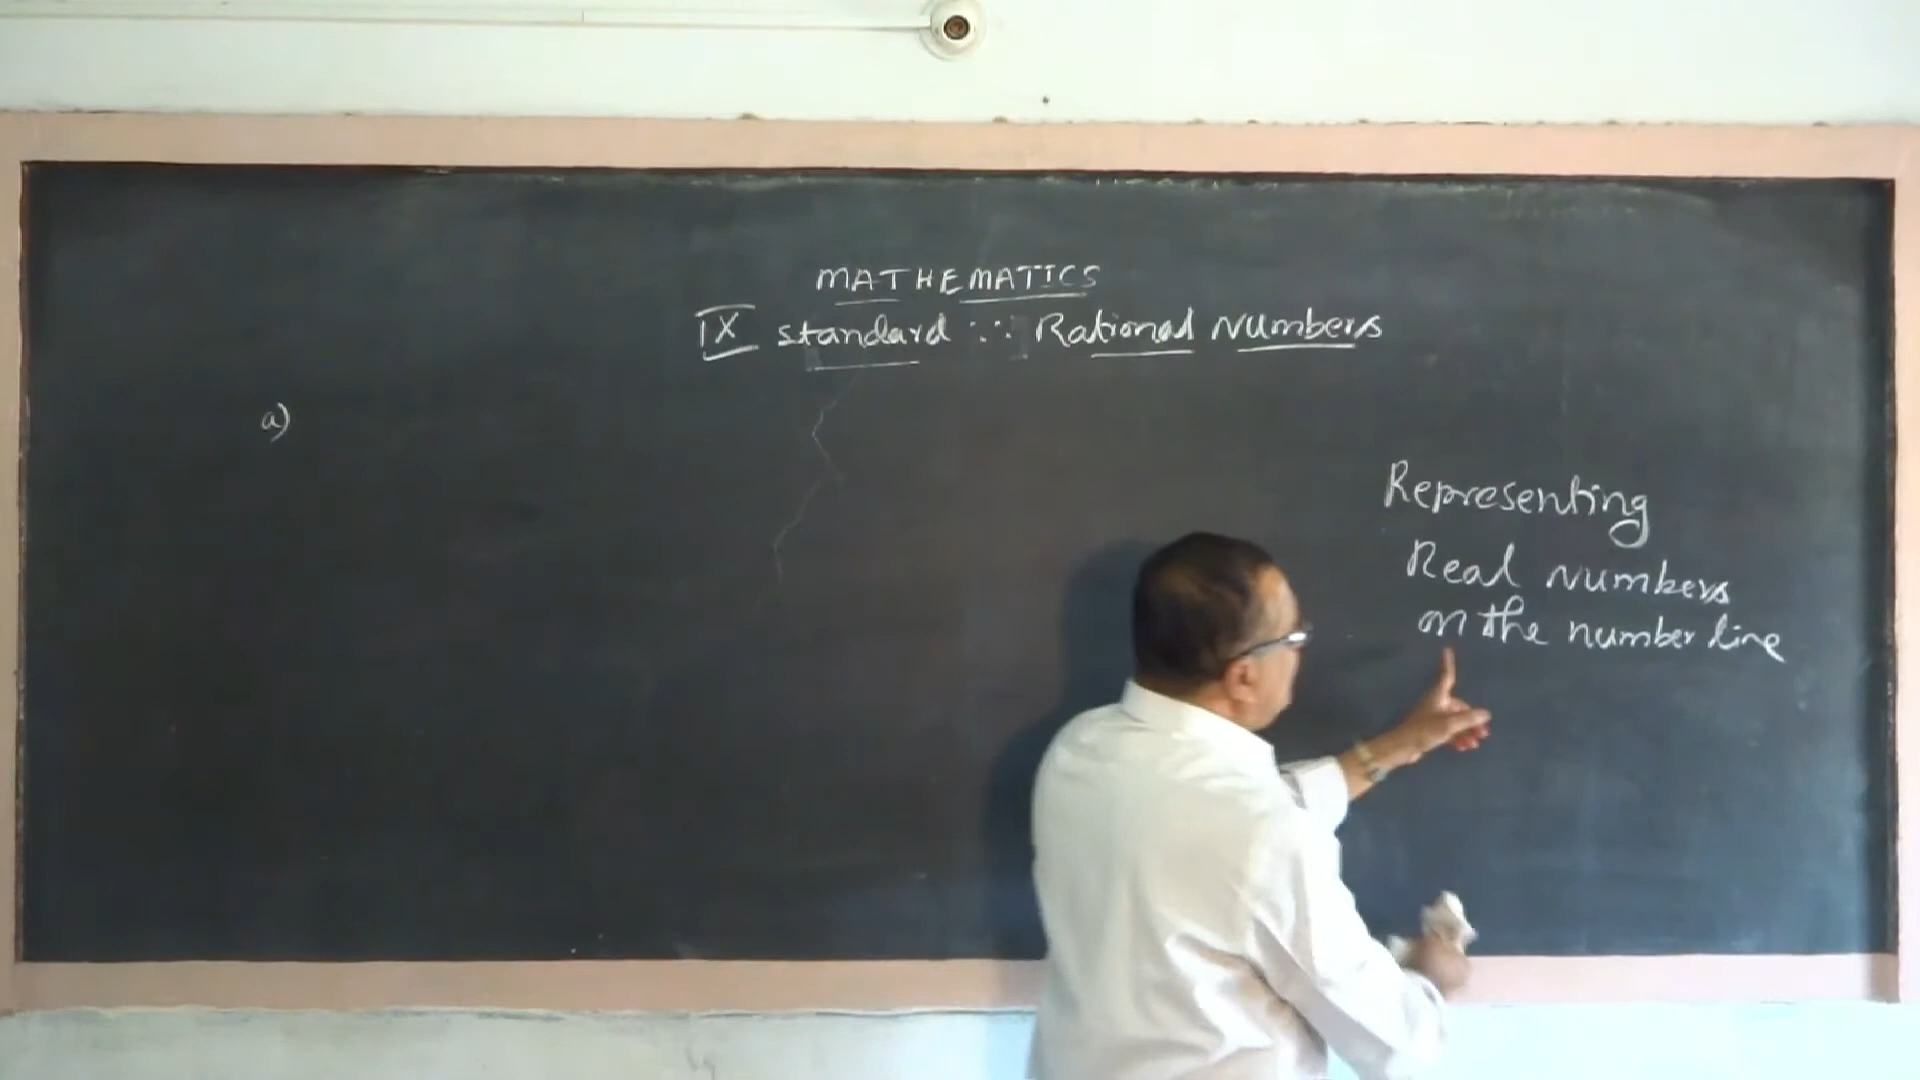 MATHEMATICS
IX standard ∴ Rational Numbers
a)
Representing
Real numbers
on the number line